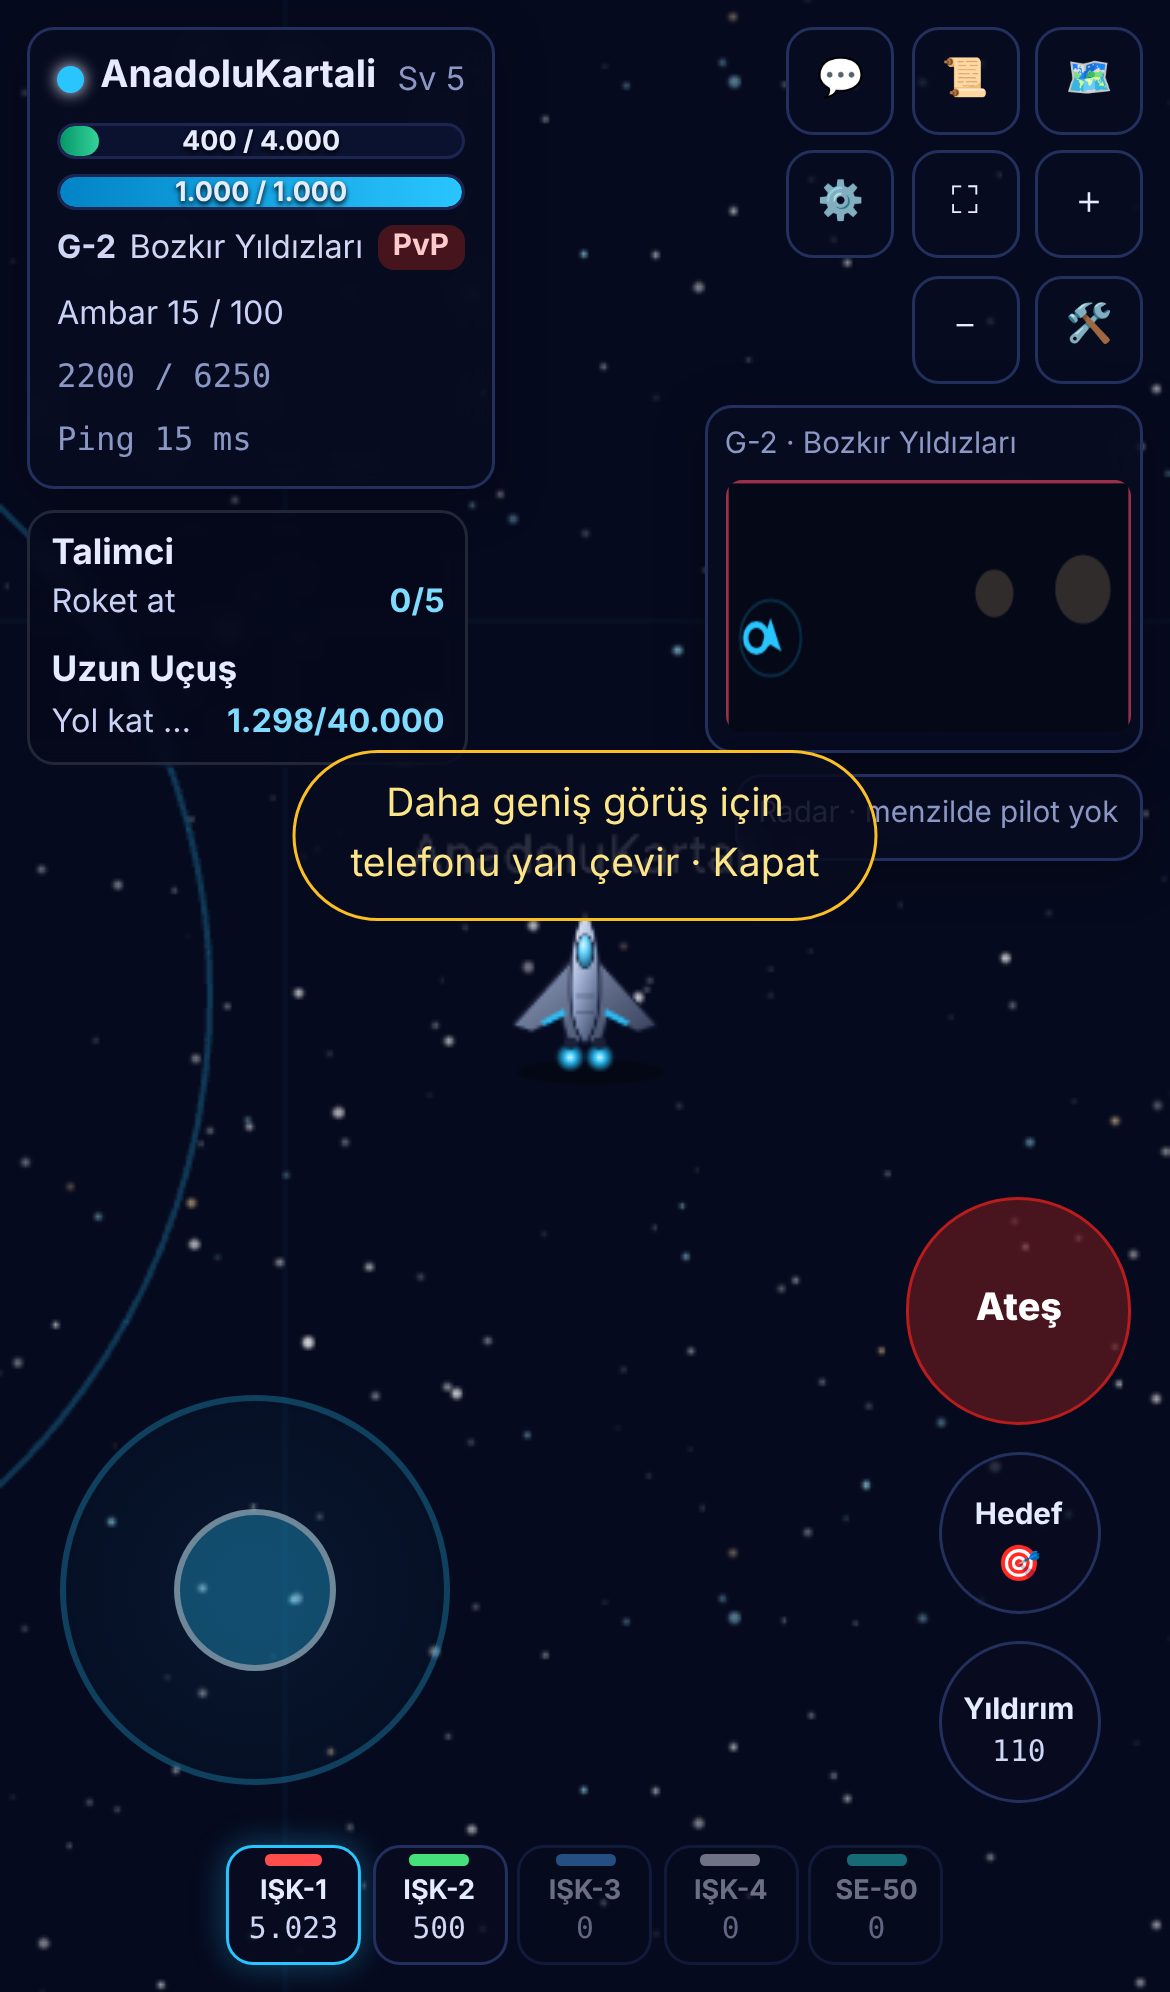 AnadoluKartali Sv 5
400 / 4.000
1.000 / 1.000
G-2 Bozkır Yıldızları PvP
Ambar 15 / 100
2200 / 6250
Ping 15 ms
+
−
G-2 · Bozkır Yıldızları
Talimci
Roket at 0/5
Uzun Uçuş
Yol kat ... 1.298/40.000
Radar · menzilde pilot yok
Daha geniş görüş için
telefonu yan çevir · Kapat
Ateş
Hedef
Yıldırım
110
IŞK-1 IŞK-2 IŞK-3 IŞK-4 SE-50
5.023 500 0 0 0